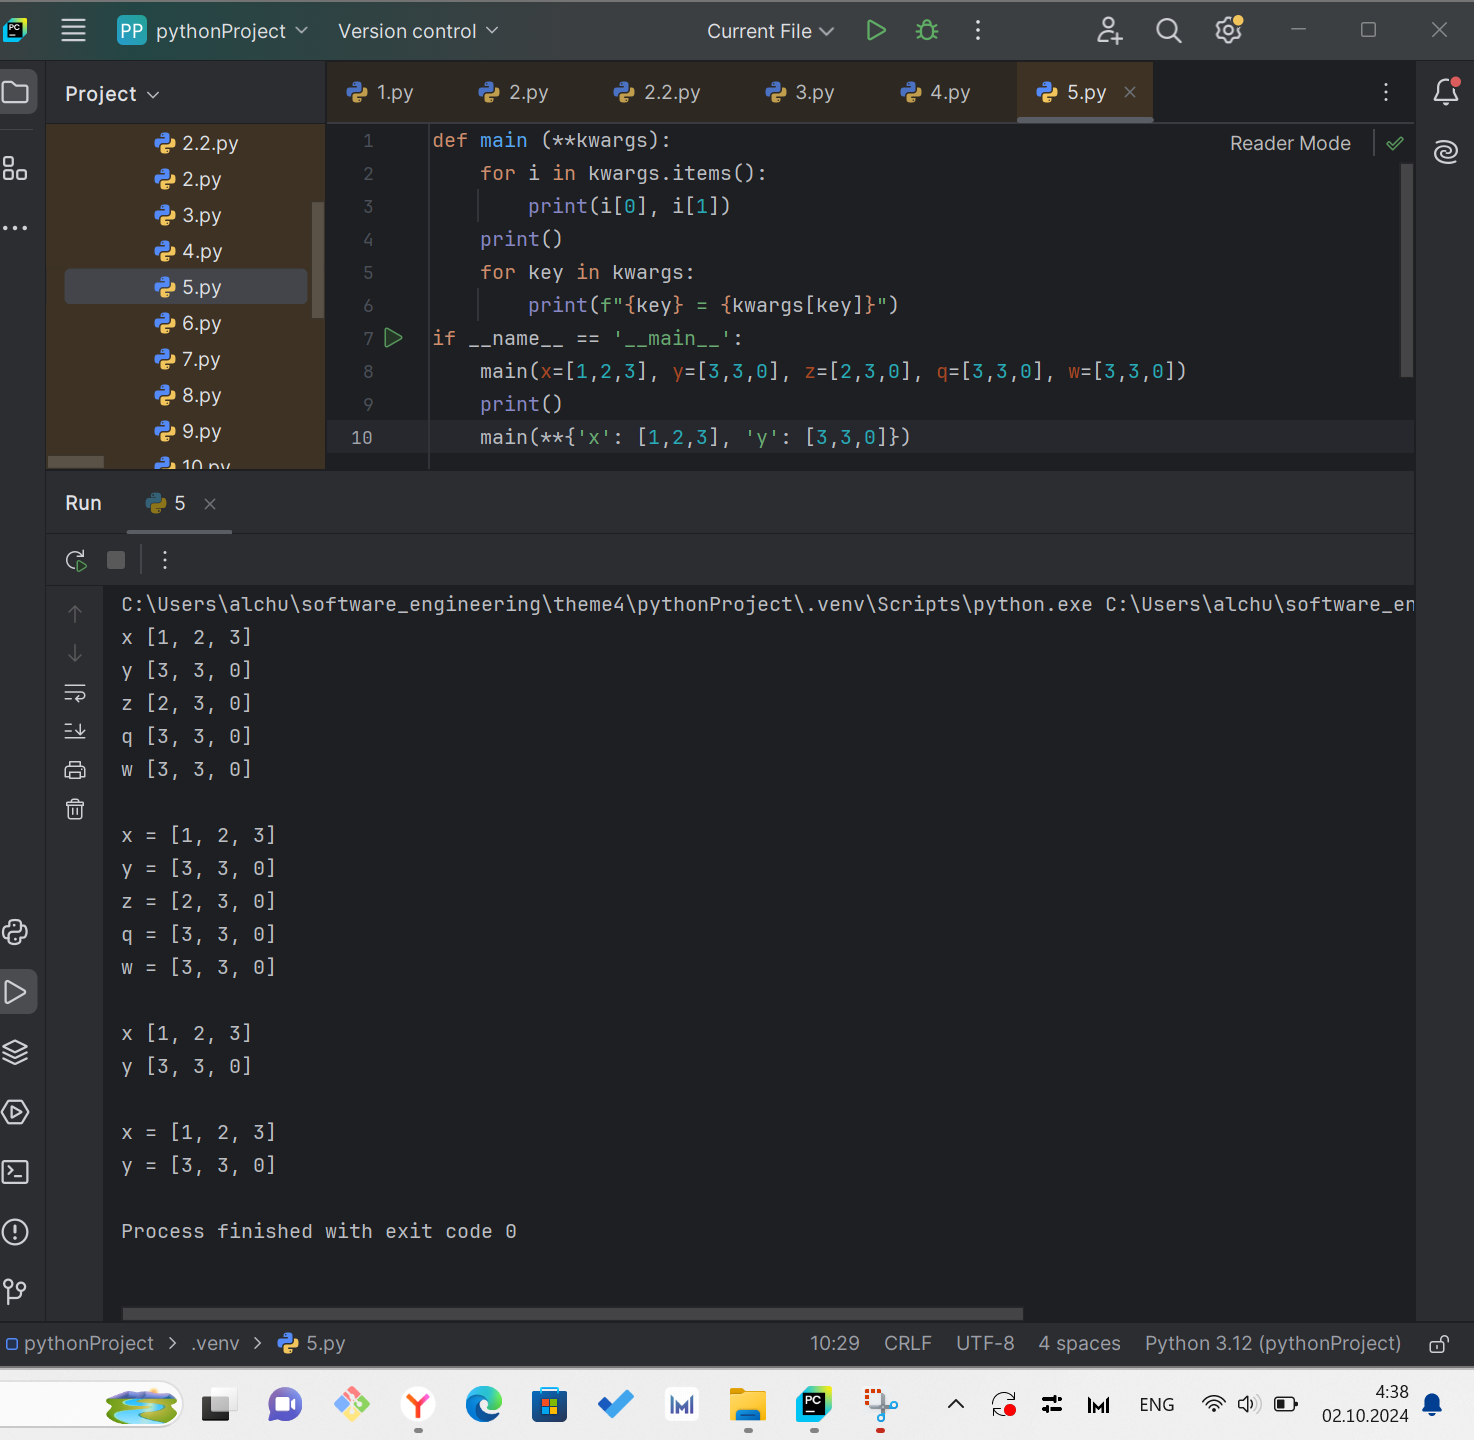 PC
PP pythonProject Version control Current File
Project
1.py 2.py 2.2.py 3.py 4.py 5.py
2.2.py
2.py
3.py
4.py
5.py
6.py
7.py
8.py
9.py
10.py
Reader Mode
1 def main (**kwargs):
2 for i in kwargs.items():
3 print(i[0], i[1])
4 print()
5 for key in kwargs:
6 print(f"{key} = {kwargs[key]}")
7 if __name__ == '__main__':
8 main(x=[1,2,3], y=[3,3,0], z=[2,3,0], q=[3,3,0], w=[3,3,0])
9 print()
10 main(**{'x': [1,2,3], 'y': [3,3,0]})
Run 5
C:\Users\alchu\software_engineering\theme4\pythonProject\.venv\Scripts\python.exe C:\Users\alchu\software_en
x [1, 2, 3]
y [3, 3, 0]
z [2, 3, 0]
q [3, 3, 0]
w [3, 3, 0]
x = [1, 2, 3]
y = [3, 3, 0]
z = [2, 3, 0]
q = [3, 3, 0]
w = [3, 3, 0]
x [1, 2, 3]
y [3, 3, 0]
x = [1, 2, 3]
y = [3, 3, 0]
Process finished with exit code 0
pythonProject > .venv > 5.py 10:29 CRLF UTF-8 4 spaces Python 3.12 (pythonProject)
PC ENG 4:38
02.10.2024